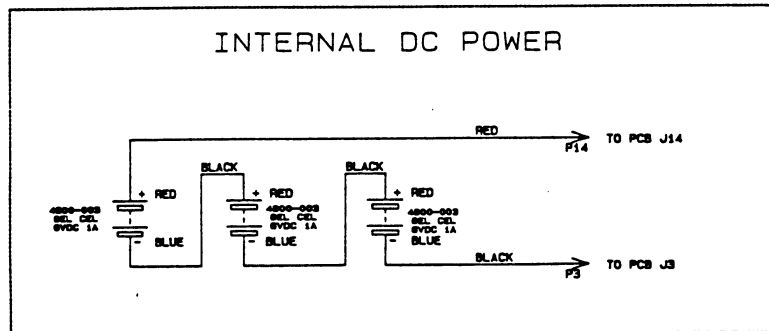 INTERNAL DC POWER
RED
P14
TO PCB J14
BLACK
BLACK
+ RED
4800-003
GEL CEL
6VDC 1A
- BLUE
+ RED
4800-003
GEL CEL
6VDC 1A
- BLUE
+ RED
4800-003
GEL CEL
6VDC 1A
- BLUE
BLACK
P3
TO PCB J3